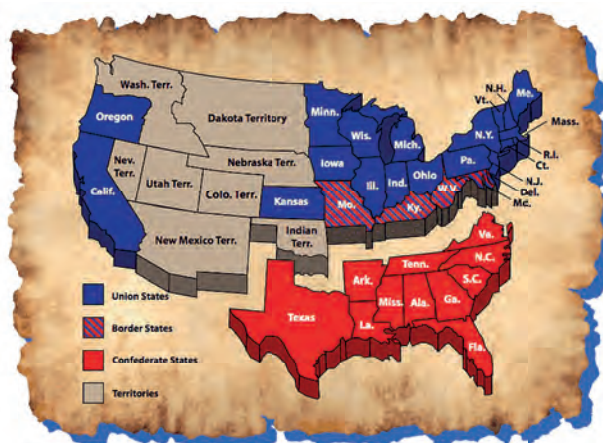 Wash. Terr.
Oregon
Dakota Territory
Minn.
Wis.
Mich.
N.H.
Vt.
Me.
Mass.
N.Y.
R.I.
Ct.
Nev.
Terr.
Utah Terr.
Nebraska Terr.
Iowa
Ill.
Ind.
Ohio
Pa.
N.J.
Del.
Md.
W.V.
Calif.
Colo. Terr.
Kansas
Mo.
Ky.
New Mexico Terr.
Indian
Terr.
Va.
N.C.
Tenn.
Ark.
S.C.
Miss.
Ala.
Ga.
Texas
La.
Fla.
Union States
Border States
Confederate States
Territories